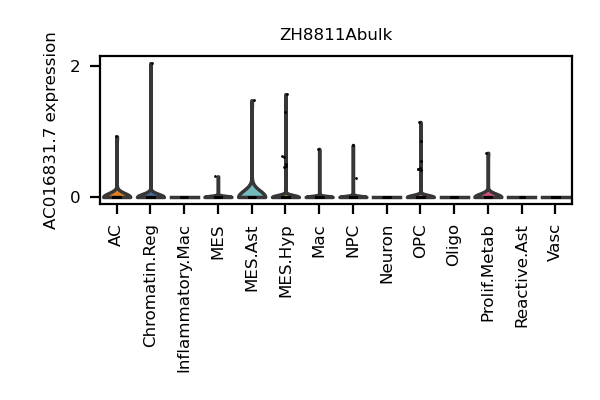 ZH8811Abulk
AC016831.7 expression
2
0
AC
Chromatin.Reg
Inflammatory.Mac
MES
MES.Ast
MES.Hyp
Mac
NPC
Neuron
OPC
Oligo
Prolif.Metab
Reactive.Ast
Vasc